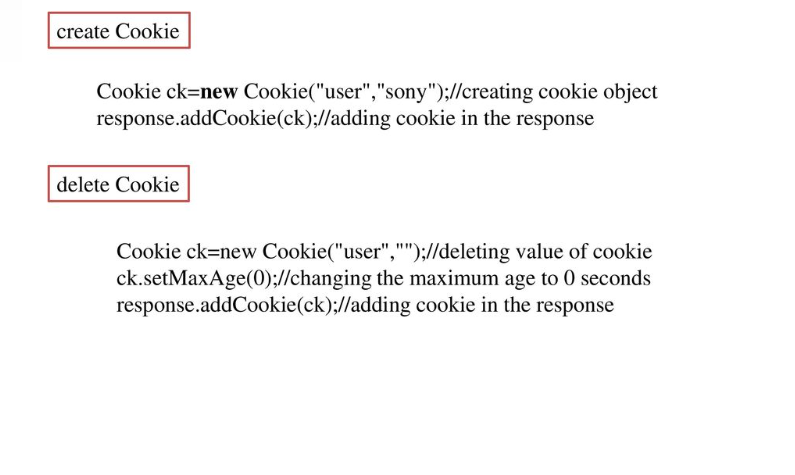 create Cookie
Cookie ck=new Cookie("user","sony");//creating cookie object
response.addCookie(ck);//adding cookie in the response
delete Cookie
Cookie ck=new Cookie("user","");//deleting value of cookie
ck.setMaxAge(0);//changing the maximum age to 0 seconds
response.addCookie(ck);//adding cookie in the response